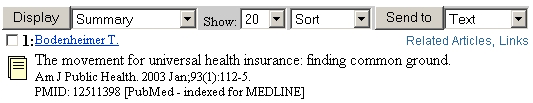 Display Summary Show: 20 Sort Send to Text
1: Bodenheimer T. Related Articles, Links
The movement for universal health insurance: finding common ground.
Am J Public Health. 2003 Jan;93(1):112-5.
PMID: 12511398 [PubMed - indexed for MEDLINE]